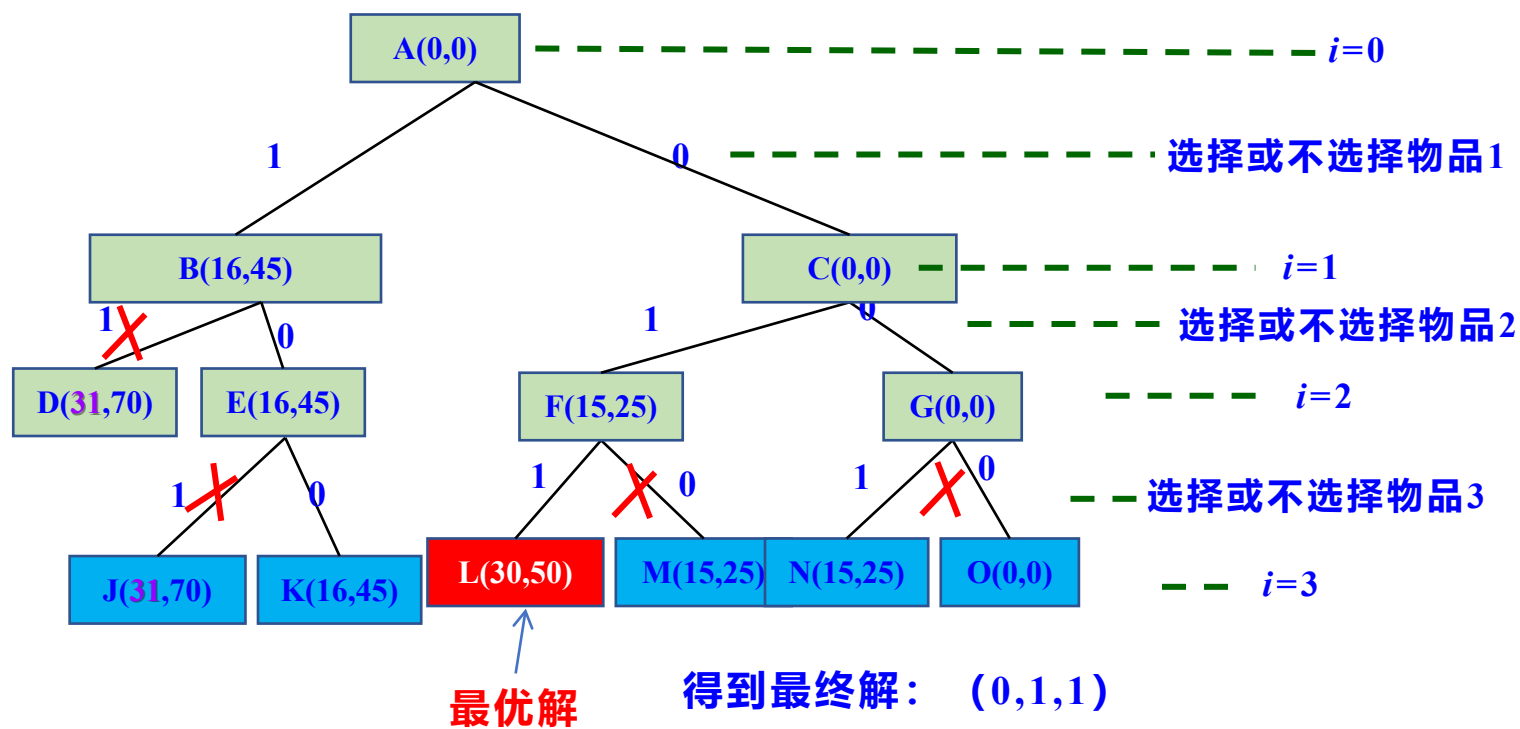 A(0,0)
i=0
1
0
选择或不选择物品1
B(16,45)
C(0,0)
i=1
1
0
1
0
选择或不选择物品2
D(31,70)
E(16,45)
F(15,25)
G(0,0)
i=2
1
0
1
0
1
0
选择或不选择物品3
J(31,70)
K(16,45)
L(30,50)
M(15,25)
N(15,25)
O(0,0)
i=3
最优解
得到最终解：（0,1,1）